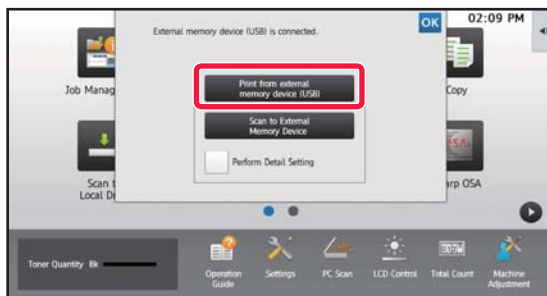 External memory device (USB) is connected.
OK
02:09 PM
Print from external
memory device (USB)
Job Manag
Copy
Scan to External
Memory Device
Perform Detail Setting
Scan t
Local Dr
OSA
arp OSA
Toner Quantity Bk
Operation
Guide
Settings
PC Scan
LCD Control
Total Count
Machine
Adjustment